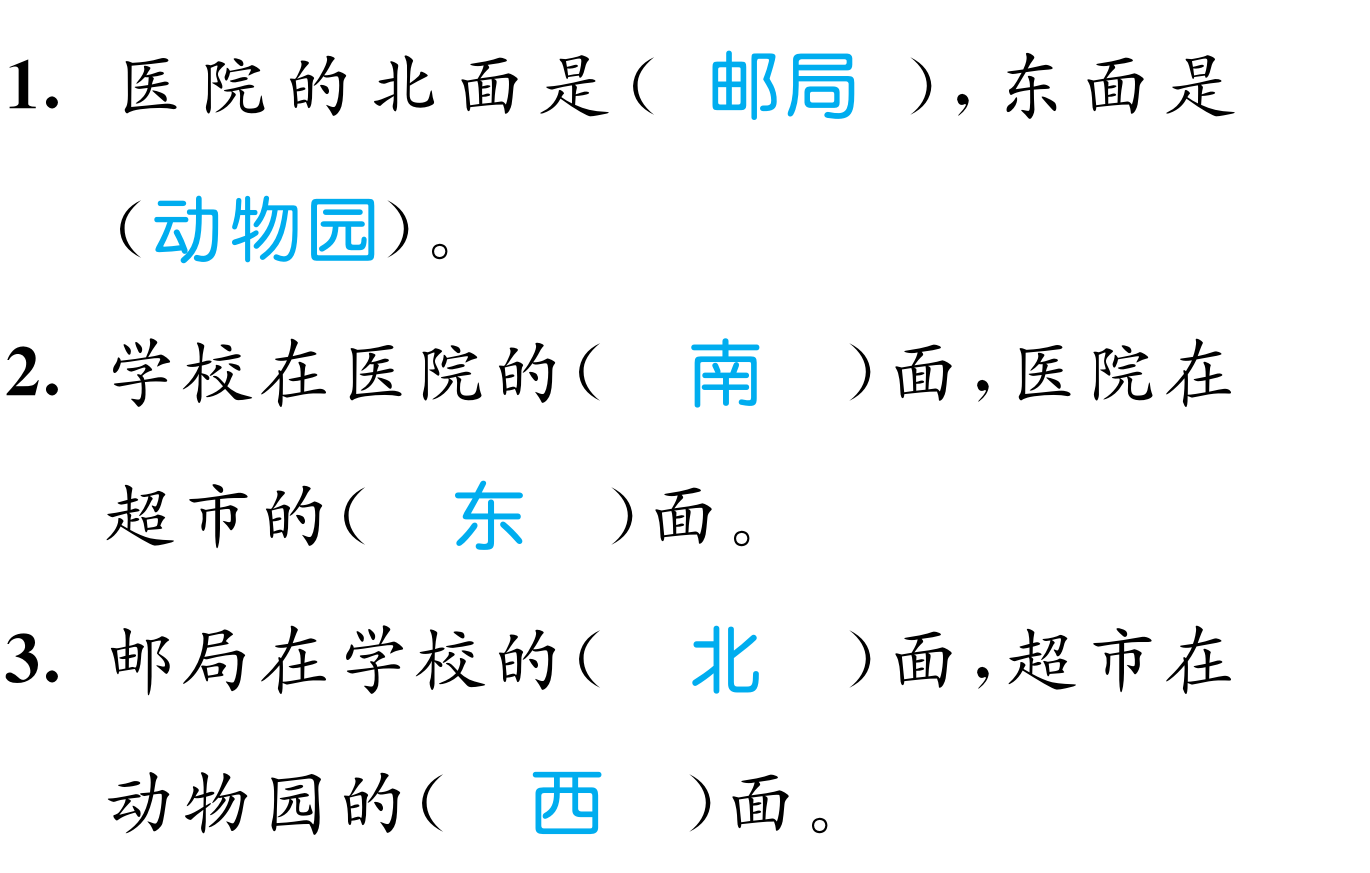 1. 医院的北面是( 邮局 ),东面是
(动物园)。
2. 学校在医院的( 南 )面,医院在
超市的( 东 )面。
3. 邮局在学校的( 北 )面,超市在
动物园的( 西 )面。